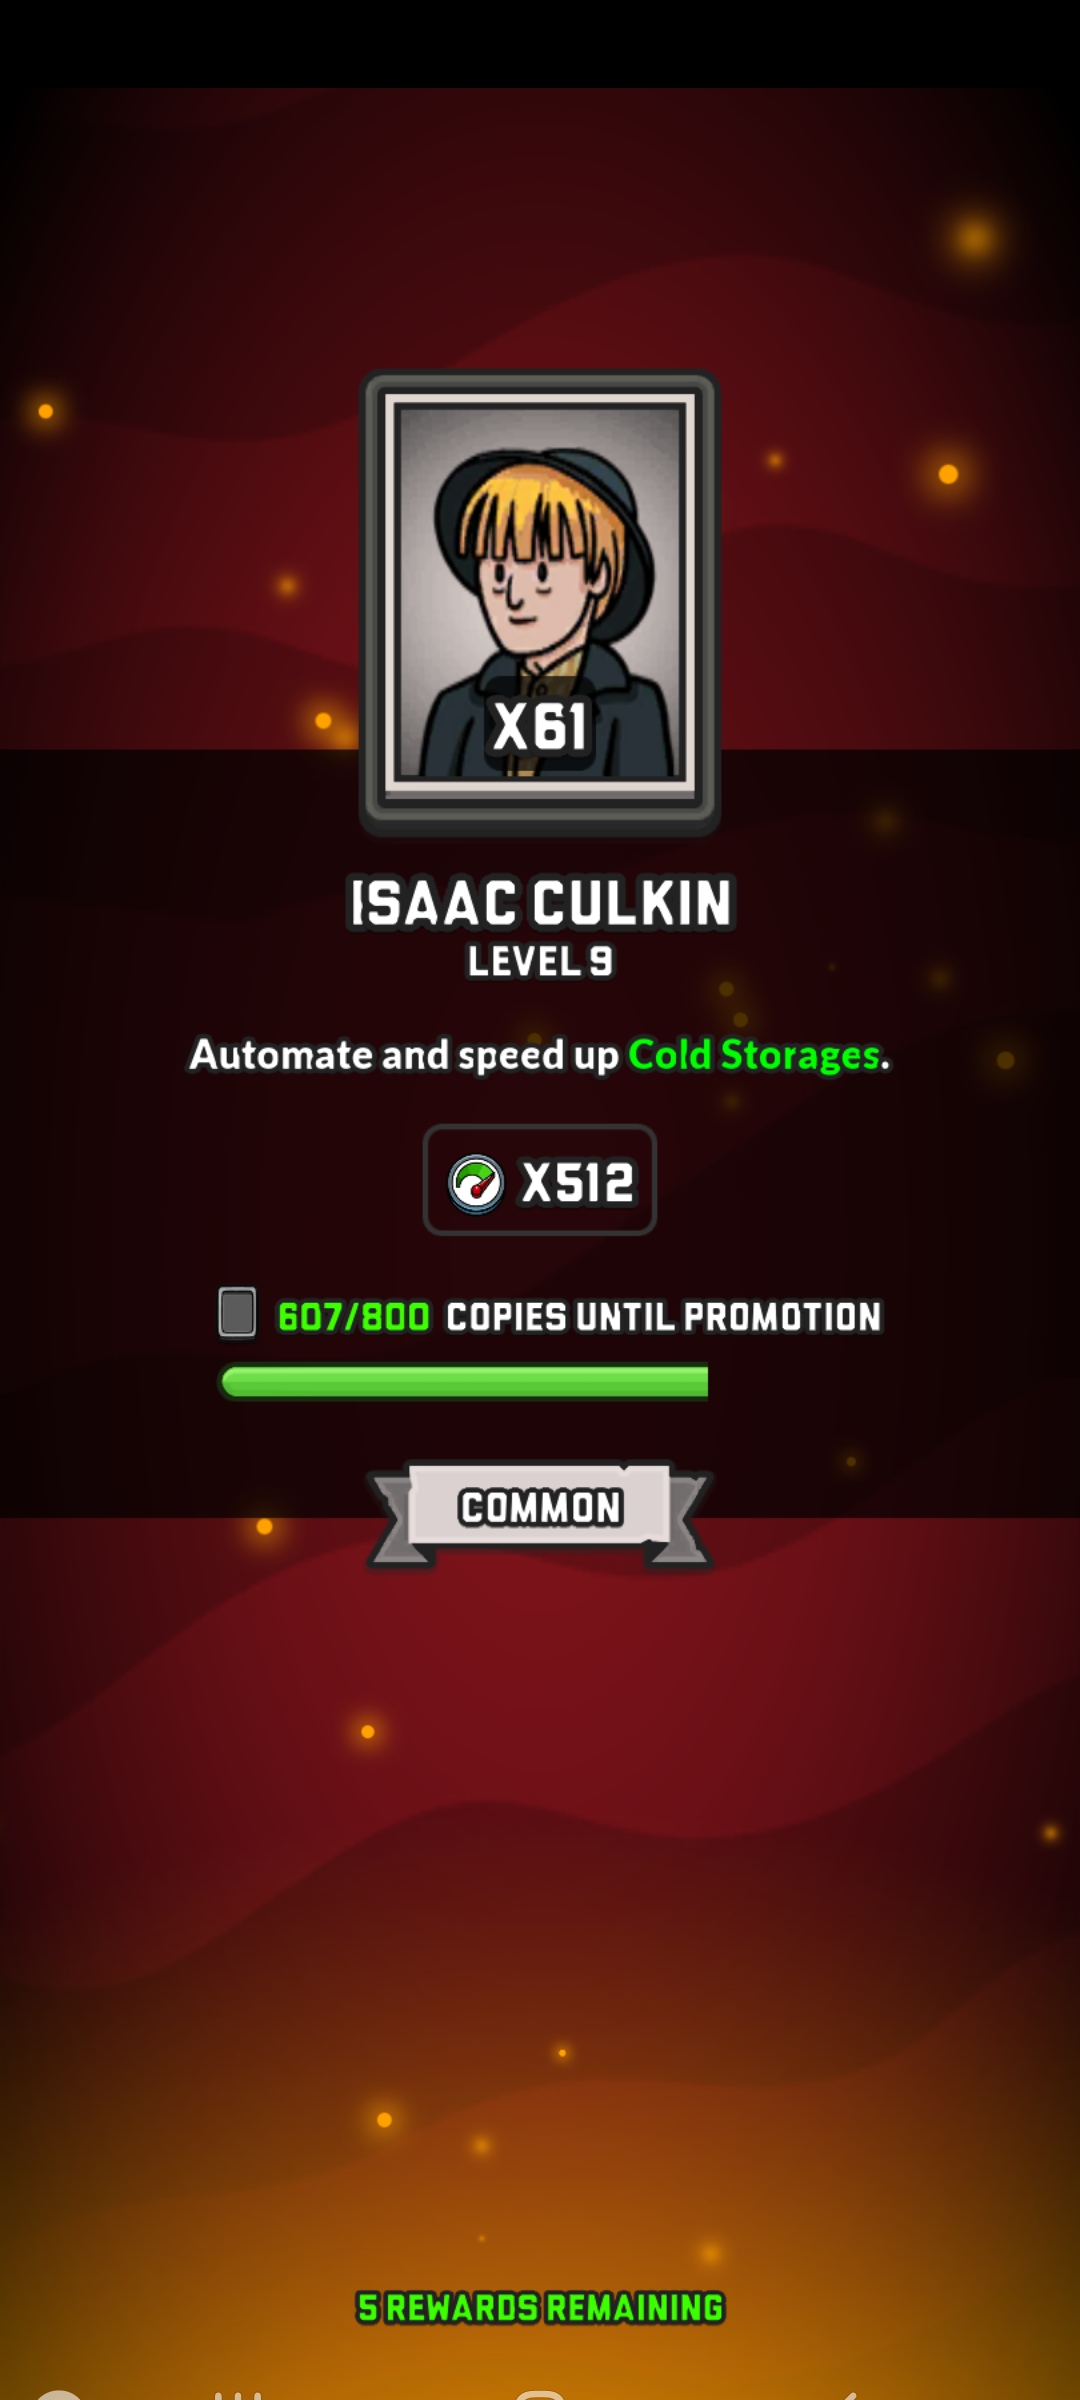 X61
ISAAC CULKIN
LEVEL 9
Automate and speed up Cold Storages.
X512
607/800 COPIES UNTIL PROMOTION
COMMON
5 REWARDS REMAINING